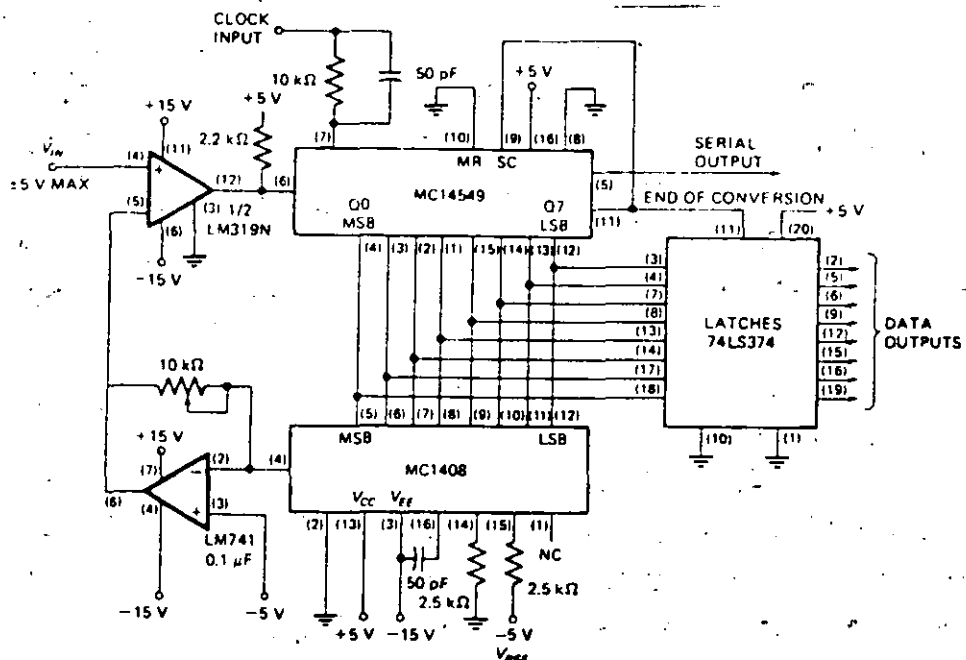 CLOCK
INPUT
10 kΩ
50 pF
+5 V
+15 V
+5 V
2.2 kΩ
(7)
(10)
(9)
(16)
(8)
MR
SC
VIN
(4)
(11)
±5 V MAX
+
(12)
(6)
MC14549
(5)
SERIAL
OUTPUT
(5)
-
(3) 1/2
LM319N
(6)
−15 V
Q0
MSB
Q7
LSB
(11)
END OF CONVERSION
+5 V
(4)
(3)
(2)
(1)
(15)
(14)
(13)
(12)
(11)
(20)
(3)
(4)
(7)
(8)
(13)
(14)
(17)
(18)
LATCHES
74LS374
(2)
(5)
(6)
(9)
(12)
(15)
(16)
(19)
DATA
OUTPUTS
(10)
(1)
10 kΩ
(5)
(6)
(7)
(8)
(9)
(10)
(11)
(12)
MSB
LSB
+15 V
(7)
(2)
−
(4)
MC1408
(6)
(4)
+
(3)
VCC
VEE
LM741
0.1 µF
(2)
(13)
(3)
(16)
(14)
(15)
(1)
NC
50 pF
2.5 kΩ
2.5 kΩ
−15 V
−5 V
+5 V
−15 V
−5 V